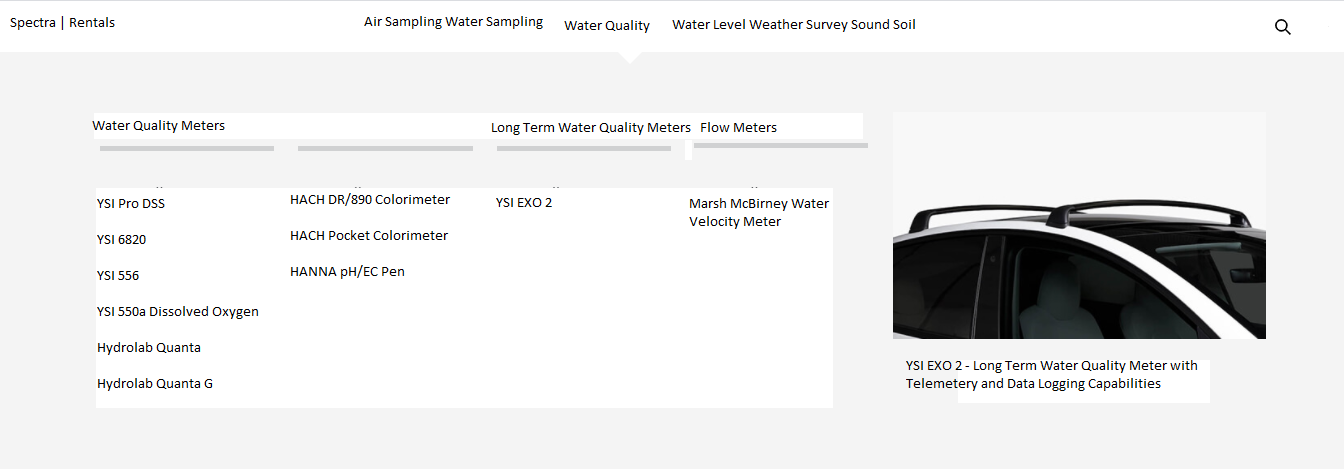 Spectra | Rentals
Air Sampling Water Sampling
Water Quality
Water Level Weather Survey Sound Soil
Water Quality Meters
Long Term Water Quality Meters
Flow Meters
YSI Pro DSS
YSI 6820
YSI 556
YSI 550a Dissolved Oxygen
Hydrolab Quanta
Hydrolab Quanta G
HACH DR/890 Colorimeter
HACH Pocket Colorimeter
HANNA pH/EC Pen
YSI EXO 2
Marsh McBirney Water
Velocity Meter
YSI EXO 2 - Long Term Water Quality Meter with
Telemetery and Data Logging Capabilities